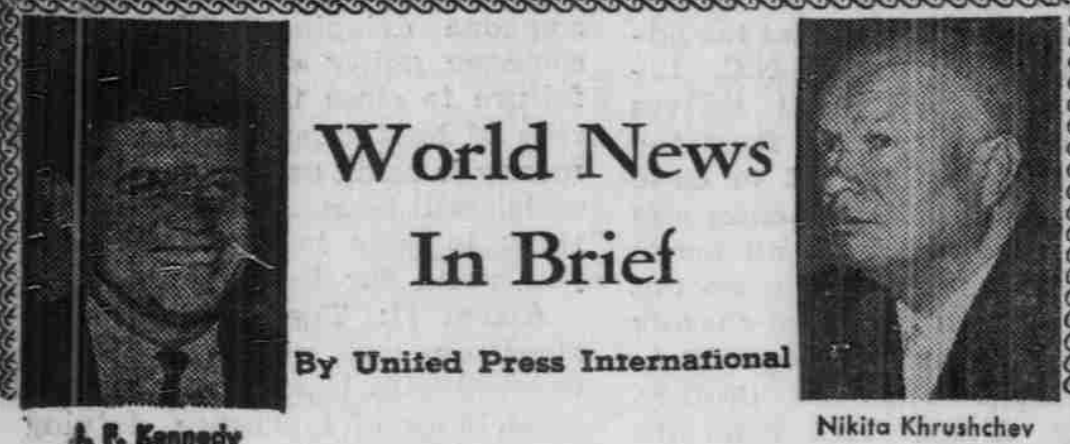 World News
In Brief
By United Press International
J. F. Kennedy
Nikita Khrushchev